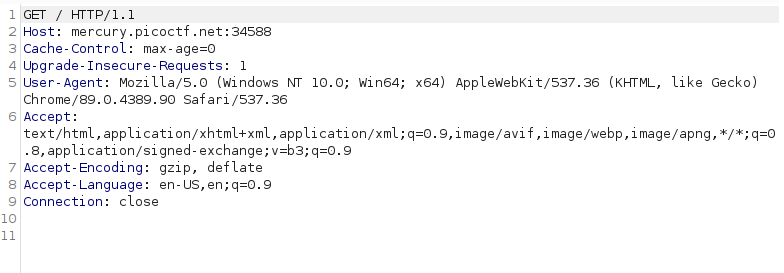 1 GET / HTTP/1.1
2 Host: mercury.picoctf.net:34588
3 Cache-Control: max-age=0
4 Upgrade-Insecure-Requests: 1
5 User-Agent: Mozilla/5.0 (Windows NT 10.0; Win64; x64) AppleWebKit/537.36 (KHTML, like Gecko)
Chrome/89.0.4389.90 Safari/537.36
6 Accept:
text/html,application/xhtml+xml,application/xml;q=0.9,image/avif,image/webp,image/apng,*/*;q=0
.8,application/signed-exchange;v=b3;q=0.9
7 Accept-Encoding: gzip, deflate
8 Accept-Language: en-US,en;q=0.9
9 Connection: close
10
11